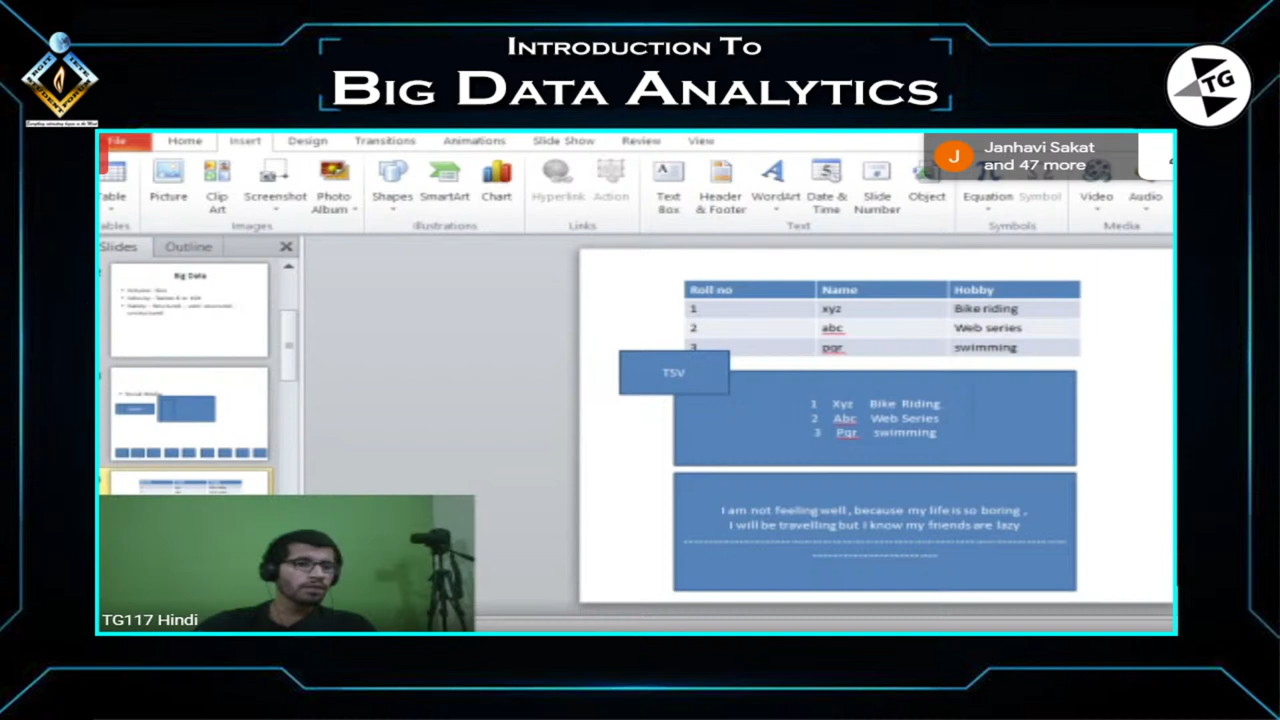 INTRODUCTION TO
BIG DATA ANALYTICS
TG
File Home Insert Design Transitions Animations Slide Show Review View
Janhavi Sakat
and 47 more
J
Table Picture Clip Art Screenshot Photo Album Shapes SmartArt Chart Hyperlink Action Text Box Header & Footer WordArt Date & Time Slide Number Object Equation Symbol Video Audio
Images Illustrations Links Text Symbols Media
Slides Outline
Big Data
Roll no Name Hobby
1 xyz Bike riding
2 abc Web series
3 pqr swimming
TSV
1 Xyz Bike Riding
2 Abc Web Series
3 Pqr swimming
I am not feeling well , because my life is so boring ,
I will be travelling but I know my friends are lazy
TG117 Hindi